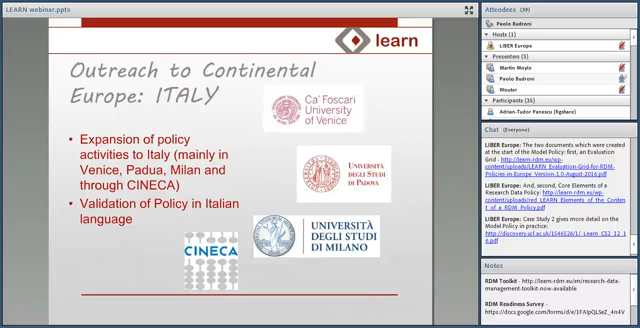 LEARN webinar.pptx
learn
Outreach to Continental
Europe: ITALY
Ca' Foscari
University
of Venice
• Expansion of policy
activities to Italy (mainly in
Venice, Padua, Milan and
through CINECA)
• Validation of Policy in Italian
language
UNIVERSITÀ
DEGLI STUDI
DI PADOVA
UNIVERSITÀ
DEGLI STUDI
DI MILANO
CINECA
Attendees (39)
Paolo Budroni
Hosts (1)
LIBER Europe
Presenters (3)
Martin Moyle
Paolo Budroni
Wouter
Participants (35)
Adrian-Tudor Panescu (figshare)
Chat (Everyone)
LIBER Europe: The two documents which were created
at the start of the Model Policy: first, an Evaluation
Grid - http://learn-rdm.eu/wp-
content/uploads/LEARN_Evaluation-Grid-for-RDM-
Policies-in-Europe_Version-1.0-August-2016.pdf
LIBER Europe: And, second, Core Elements of a
Research Data Policy: http://learn-rdm.eu/wp-
content/uploads/red_LEARN_Elements_of_the_Conten
t_of_a_RDM_Policy.pdf
LIBER Europe: Case Study 2 gives more detail on the
Model Policy in practice:
http://discovery.ucl.ac.uk/1546526/1/_Learn_CS2_12_1
6.pdf
Notes
RDM Toolkit - http://learn-rdm.eu/en/research-data-
management-toolkit-now-available
RDM Readiness Survey -
https://docs.google.com/forms/d/e/1FAIpQLSeZ_4n4V